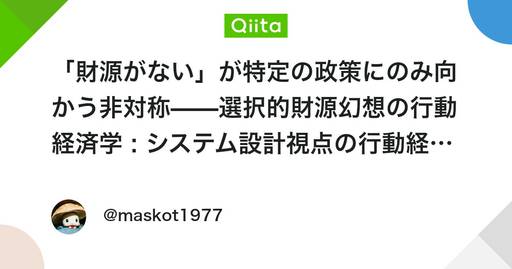 Qiita
「財源がない」が特定の政策にのみ向
かう非対称――選択的財源幻想の行動
経済学：システム設計視点の行動経…
@maskot1977